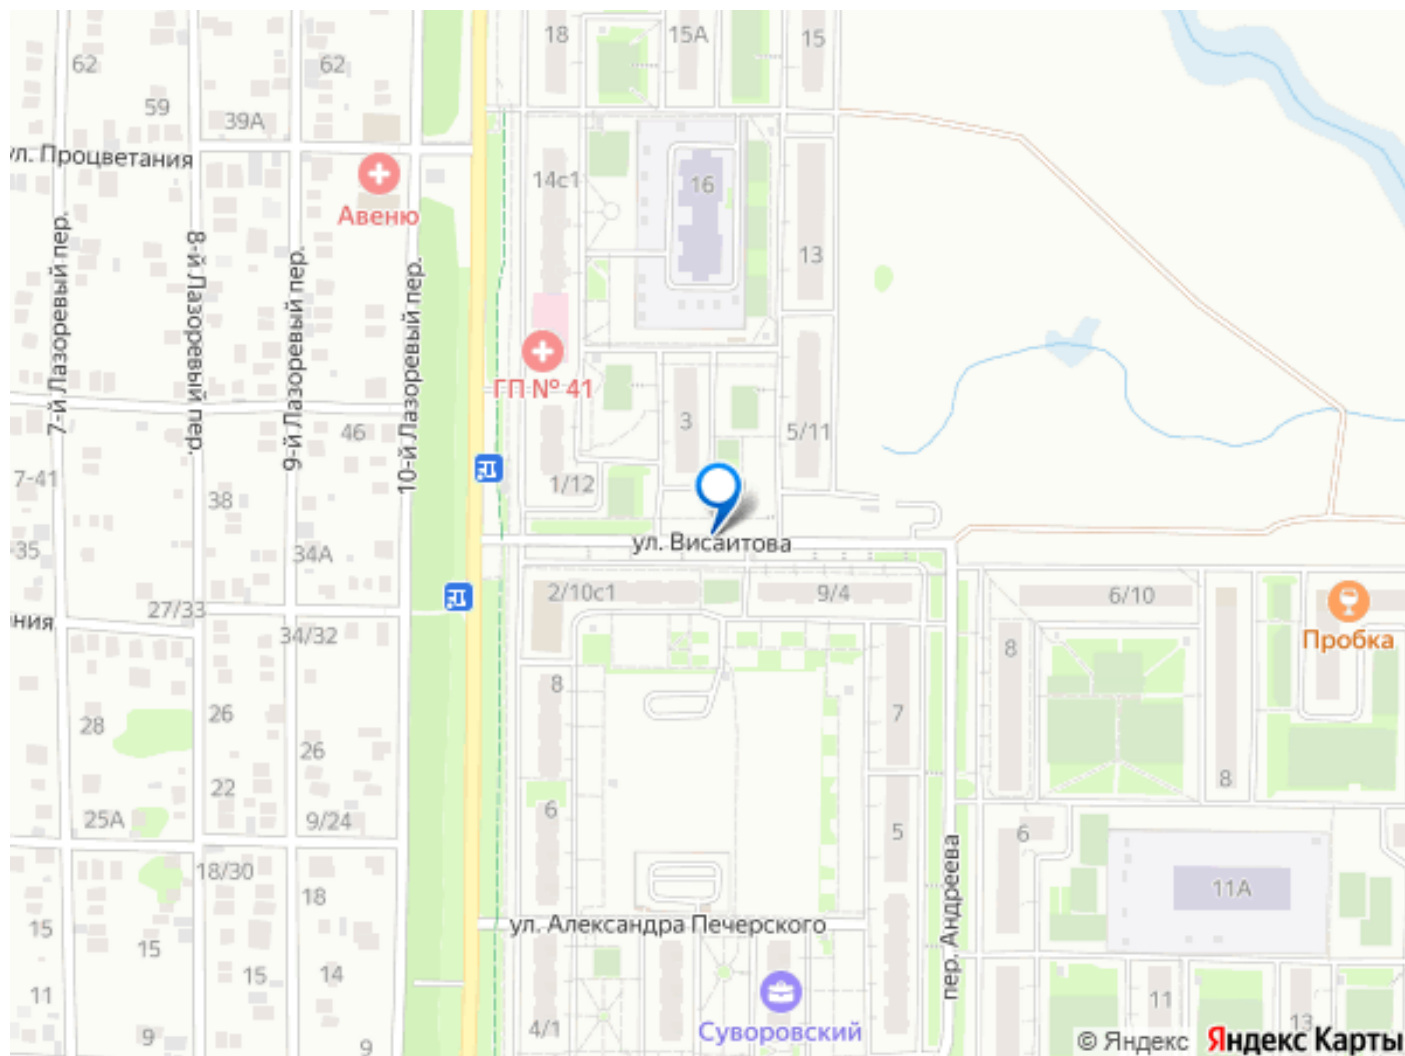 18
15А
15
62
62
59
39А
ул. Процветания
Авеню
14с1
16
13
7-й Лазоревый пер.
8-й Лазоревый пер.
9-й Лазоревый пер.
10-й Лазоревый пер.
ГП № 41
46
3
5/11
7-41
38
1/12
35
34А
ул. Висаитова
27/33
34/32
ния
2/10с1
9/4
6/10
Пробка
8
8
7
28
26
26
22
25А
9/24
6
5
6
8
18/30
18
11А
15
15
15
14
11
9
9
ул. Александра Печерского
пер. Андреева
4/1
Суворовский
11
13
© Яндекс Яндекс Карты